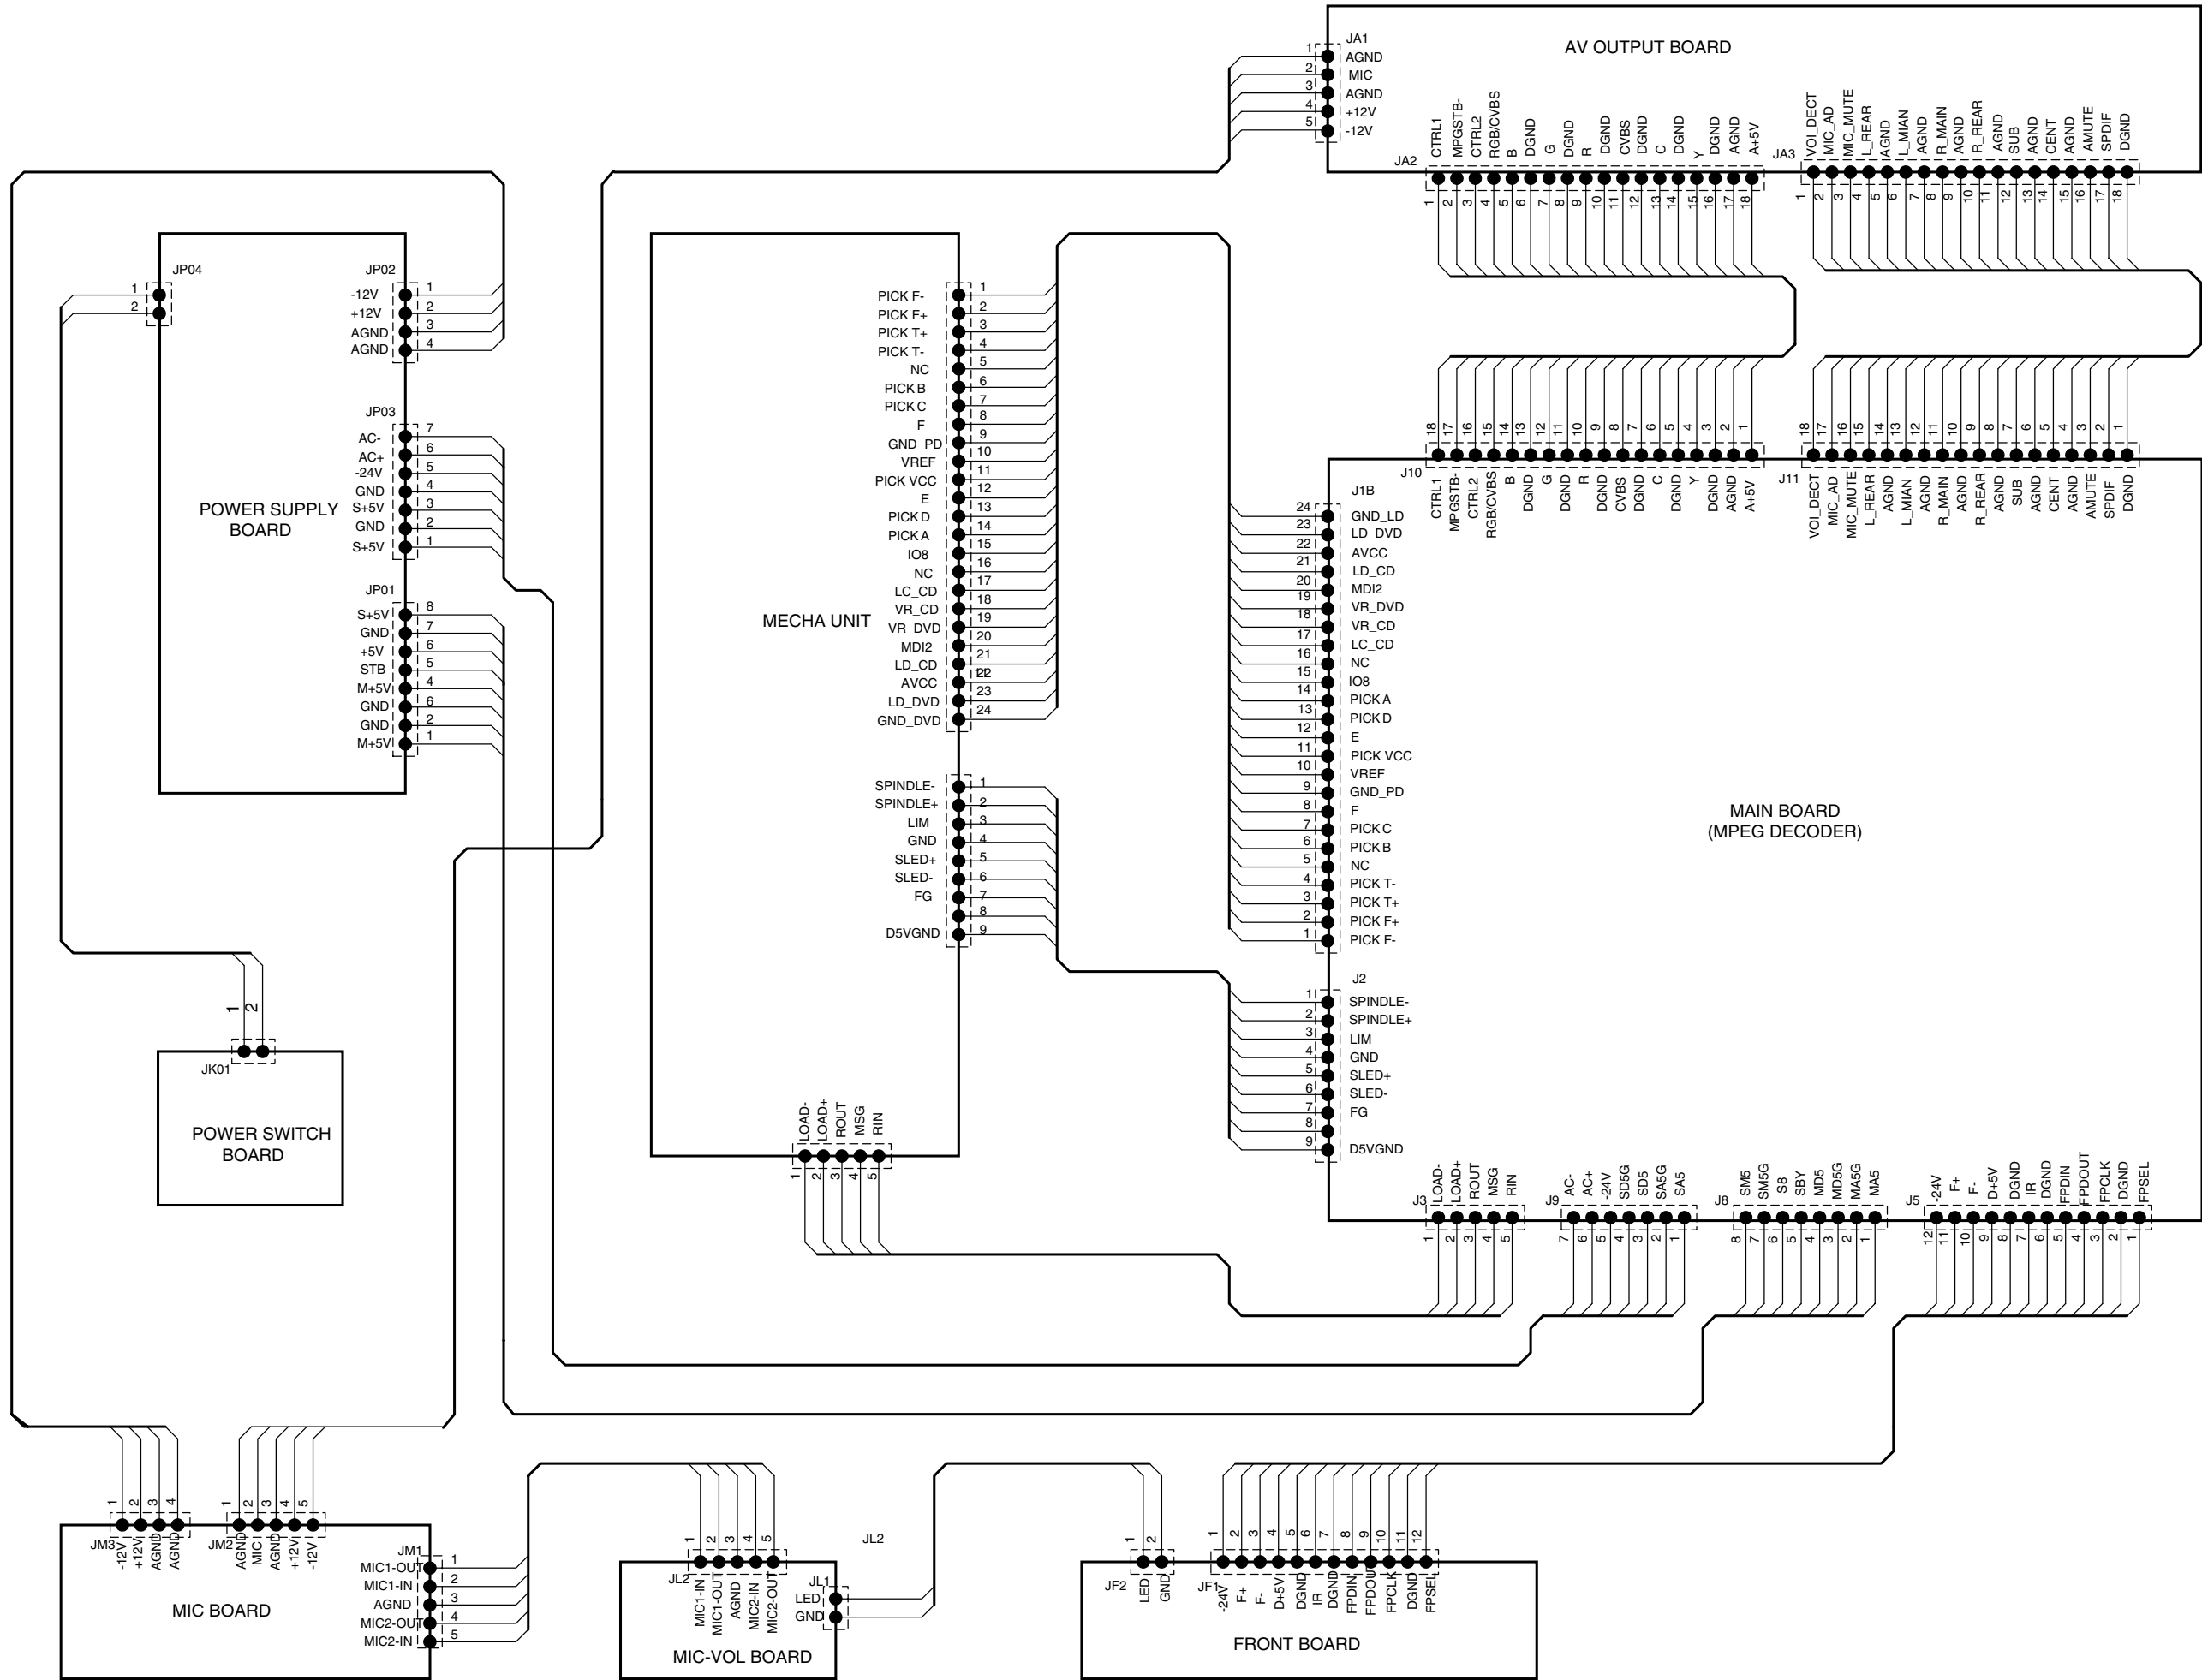 AV OUTPUT BOARD
JA1
1 AGND
2 MIC
3 AGND
4 +12V
5 -12V
JA2
CTRL1
MPGSTB-
CTRL2
RGB/CVBS
B
DGND
G
DGND
R
DGND
CVBS
DGND
C
DGND
Y
DGND
AGND
A+5V
1 2 3 4 5 6 7 8 9 10 11 12 13 14 15 16 17 18
JA3
VOI_DECT
MIC_AD
MIC_MUTE
L_REAR
AGND
L_MIAN
AGND
R_MAIN
AGND
R_REAR
AGND
SUB
AGND
CENT
AGND
AMUTE
SPDIF
DGND
1 2 3 4 5 6 7 8 9 10 11 12 13 14 15 16 17 18
JP04
1
2
JP02
-12V 1
+12V 2
AGND 3
AGND 4
JP03
AC- 7
AC+ 6
-24V 5
GND 4
S+5V 3
GND 2
S+5V 1
POWER SUPPLY
BOARD
JP01
S+5V 8
GND 7
+5V 6
STB 5
M+5V 4
GND 6
GND 2
M+5V 1
MECHA UNIT
PICK F- 1
PICK F+ 2
PICK T+ 3
PICK T- 4
NC 5
PICK B 6
PICK C 7
F 8
GND_PD 9
VREF 10
PICK VCC 11
E 12
PICK D 13
PICK A 14
IO8 15
NC 16
LC_CD 17
VR_CD 18
VR_DVD 19
MDI2 20
LD_CD 21
AVCC 22
LD_DVD 23
GND_DVD 24
SPINDLE- 1
SPINDLE+ 2
LIM 3
GND 4
SLED+ 5
SLED- 6
FG 7
8
D5VGND 9
LOAD-
LOAD+
ROUT
MSG
RIN
1 2 3 4 5
J10
18 17 16 15 14 13 12 11 10 9 8 7 6 5 4 3 2 1
CTRL1
MPGSTB-
CTRL2
RGB/CVBS
B
DGND
G
DGND
R
DGND
CVBS
DGND
C
DGND
Y
DGND
AGND
A+5V
J11
18 17 16 15 14 13 12 11 10 9 8 7 6 5 4 3 2 1
VOI_DECT
MIC_AD
MIC_MUTE
L_REAR
AGND
L_MIAN
AGND
R_MAIN
AGND
R_REAR
AGND
SUB
AGND
CENT
AGND
AMUTE
SPDIF
DGND
J1B
24 GND_LD
23 LD_DVD
22 AVCC
21 LD_CD
20 MDI2
19 VR_DVD
18 VR_CD
17 LC_CD
16 NC
15 IO8
14 PICK A
13 PICK D
12 E
11 PICK VCC
10 VREF
9 GND_PD
8 F
7 PICK C
6 PICK B
5 NC
4 PICK T-
3 PICK T+
2 PICK F+
1 PICK F-
MAIN BOARD
(MPEG DECODER)
J2
1 SPINDLE-
2 SPINDLE+
3 LIM
4 GND
5 SLED+
6 SLED-
7 FG
8
9 D5VGND
J3
LOAD-
LOAD+
ROUT
MSG
RIN
1 2 3 4 5
J9
AC-
AC+
-24V
SD5G
SD5
SA5G
SA5
7 6 5 4 3 2 1
J8
SM5
SM5G
S8
SBY
MD5
MD5G
MA5G
MA5
8 7 6 5 4 3 2 1
J5
-24V
F+
F-
D+5V
DGND
IR
DGND
FPDIN
FPDOUT
FPCLK
DGND
FPSEL
12 11 10 9 8 7 6 5 4 3 2 1
1 2
JK01
POWER SWITCH
BOARD
JM3
1 2 3 4
-12V
+12V
AGND
AGND
JM2
1 2 3 4 5
AGND
MIC
AGND
+12V
-12V
JM1
MIC1-OUT 1
MIC1-IN 2
AGND 3
MIC2-OUT 4
MIC2-IN 5
MIC BOARD
JL2
1 2 3 4 5
MIC1-IN
MIC1-OUT
AGND
MIC2-IN
MIC2-OUT
JL1
LED
GND
MIC-VOL BOARD
JL2
JF2
1 2
LED
GND
JF1
1 2 3 4 5 6 7 8 9 10 11 12
-24V
F+
F-
D+5V
DGND
IR
DGND
FPDIN
FPDOUT
FPCLK
DGND
FPSEL
FRONT BOARD